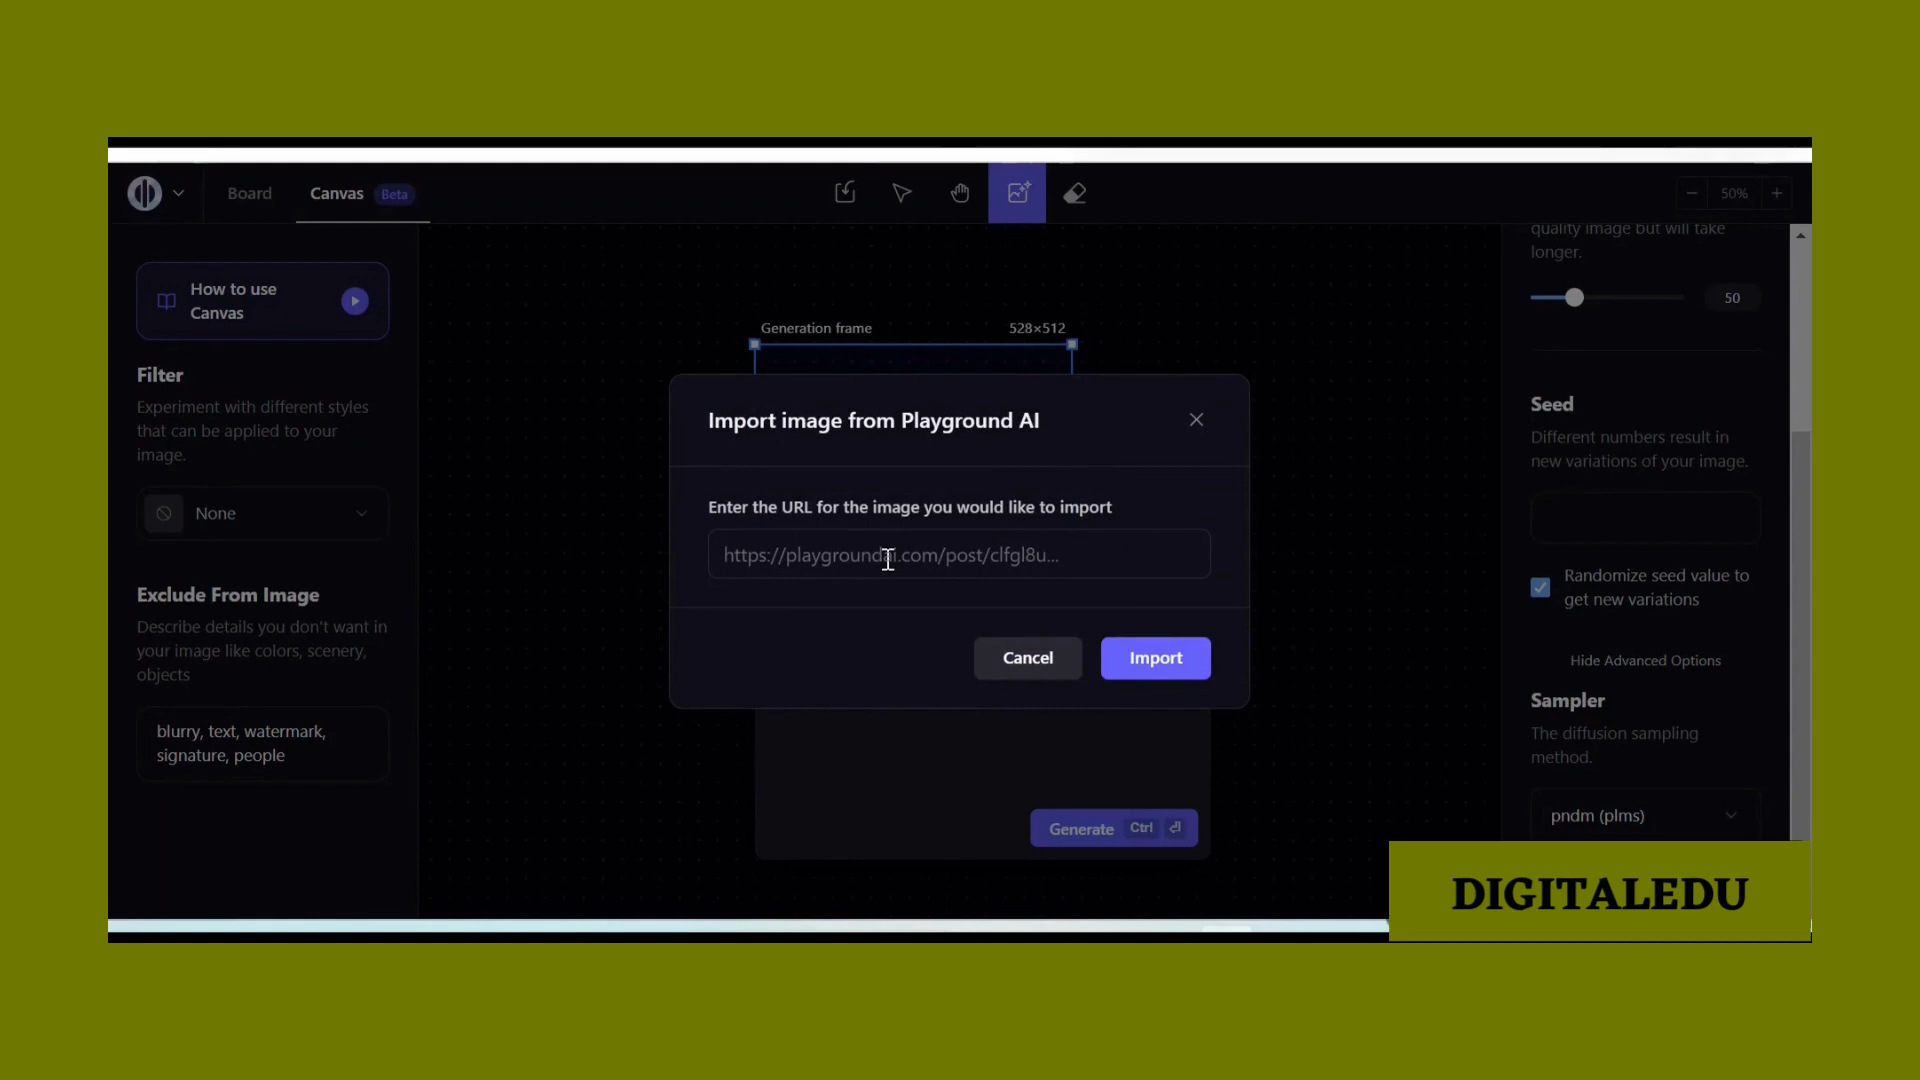 Board
Canvas
Beta
50%
How to use
Canvas
Filter
Experiment with different styles
that can be applied to your
image.
None
Exclude From Image
Describe details you don't want in
your image like colors, scenery,
objects
blurry, text, watermark,
signature, people
Generation frame
528×512
Import image from Playground AI
Enter the URL for the image you would like to import
https://playgroundai.com/post/clfgl8u...
Cancel
Import
Generate
Ctrl
quality image but will take
longer.
50
Seed
Different numbers result in
new variations of your image.
Randomize seed value to
get new variations
Hide Advanced Options
Sampler
The diffusion sampling
method.
pndm (plms)
DIGITALEDU